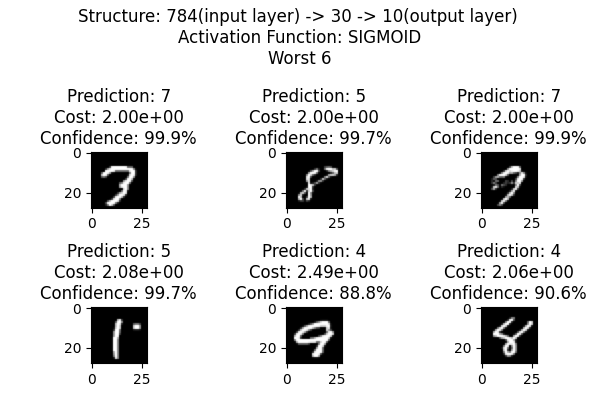 Structure: 784(input layer) -> 30 -> 10(output layer)
Activation Function: SIGMOID
Worst 6
Prediction: 7
Cost: 2.00e+00
Confidence: 99.9%
0
20
0 25
Prediction: 5
Cost: 2.00e+00
Confidence: 99.7%
0
20
0 25
Prediction: 7
Cost: 2.00e+00
Confidence: 99.9%
0
20
0 25
Prediction: 5
Cost: 2.08e+00
Confidence: 99.7%
0
20
0 25
Prediction: 4
Cost: 2.49e+00
Confidence: 88.8%
0
9
20
0 25
Prediction: 4
Cost: 2.06e+00
Confidence: 90.6%
0
20
0 25